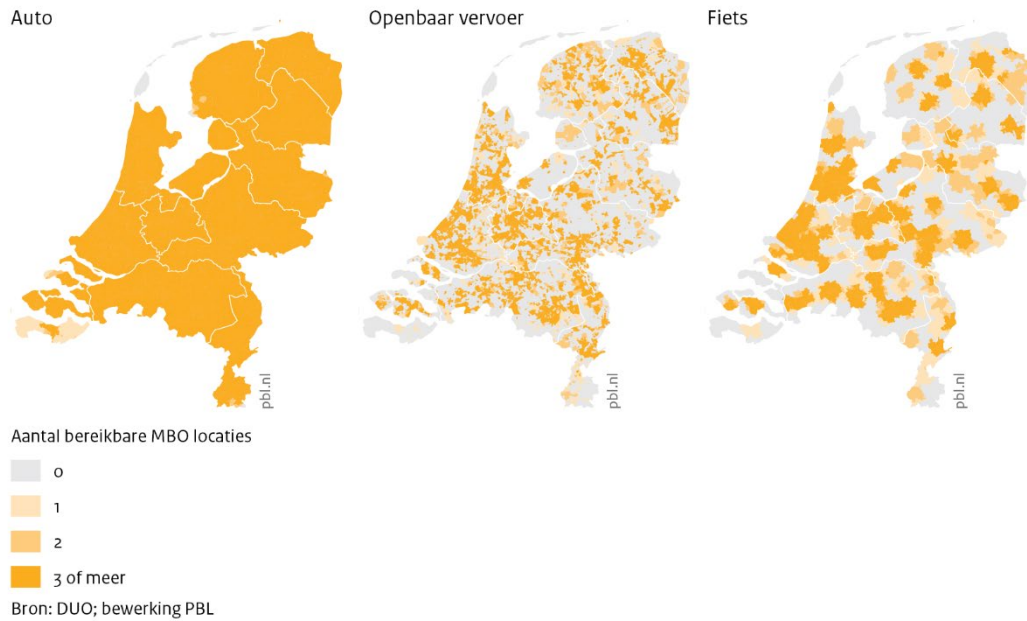 Auto
Openbaar vervoer
Fiets
pbl.nl
pbl.nl
pbl.nl
Aantal bereikbare MBO locaties
0
1
2
3 of meer
Bron: DUO; bewerking PBL